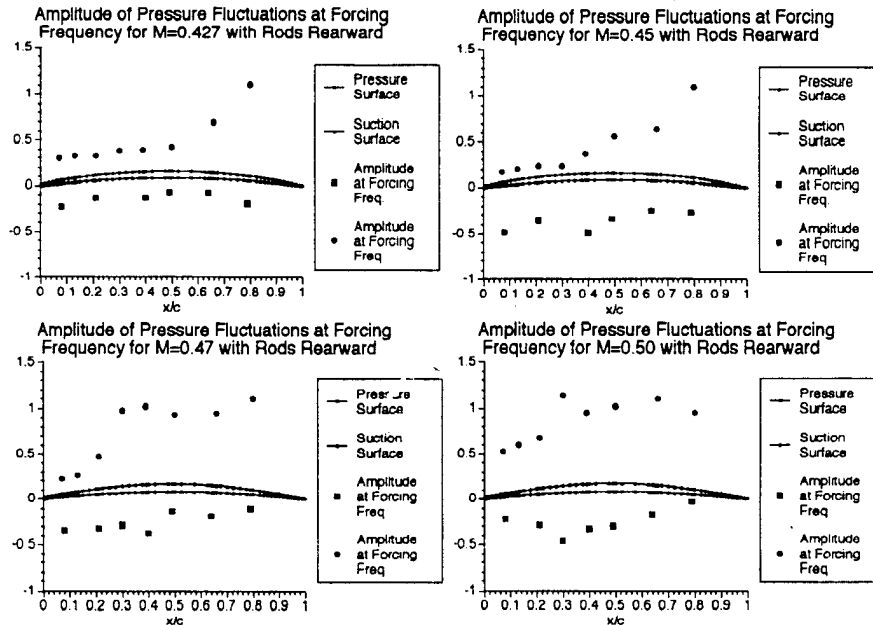 Amplitude of Pressure Fluctuations at Forcing
Frequency for M=0.427 with Rods Rearward
1.5
1
0.5
0
-0.5
-1
0 0.1 0.2 0.3 0.4 0.5 0.6 0.7 0.8 0.9 1
x/c
Pressure
Surface
Suction
Surface
Amplitude
at Forcing
Freq.
Amplitude
at Forcing
Freq
Amplitude of Pressure Fluctuations at Forcing
Frequency for M=0.45 with Rods Rearward
1.5
1
0.5
0
-0.5
-1
0 0.1 0.2 0.3 0.4 0.5 0.6 0.7 0.8 0.9 1
x/c
Pressure
Surface
Suction
Surface
Amplitude
at Forcing
Freq.
Amplitude
at Forcing
Freq
Amplitude of Pressure Fluctuations at Forcing
Frequency for M=0.47 with Rods Rearward
1.5
1
0.5
0
-0.5
-1
0 0.1 0.2 0.3 0.4 0.5 0.6 0.7 0.8 0.9 1
x/c
Pressure
Surface
Suction
Surface
Amplitude
at Forcing
Freq
Amplitude
at Forcing
Freq
Amplitude of Pressure Fluctuations at Forcing
Frequency for M=0.50 with Rods Rearward
1.5
1
0.5
0
-0.5
-1
0 0.1 0.2 0.3 0.4 0.5 0.6 0.7 0.8 0.9 1
x/c
Pressure
Surface
Suction
Surface
Amplitude
at Forcing
Freq
Amplitude
at Forcing
Freq